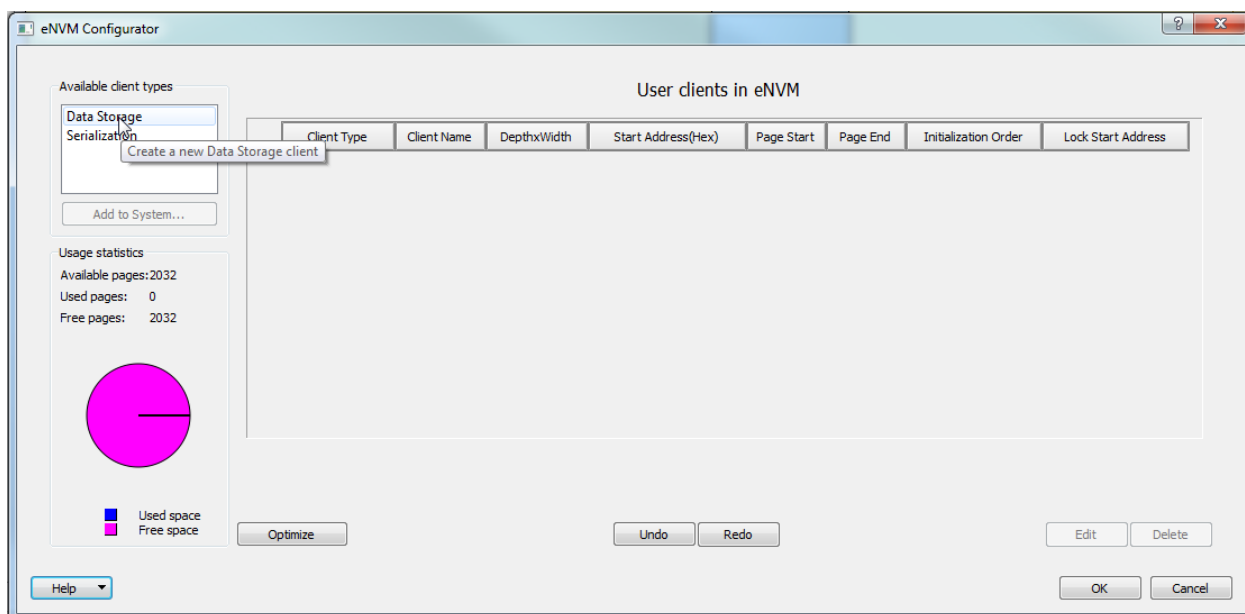 eNVM Configurator
Available client types
Data Storage
Serialization
Create a new Data Storage client
Add to System...
Usage statistics
Available pages:2032
Used pages: 0
Free pages: 2032
Used space
Free space
User clients in eNVM
Client Type Client Name DepthxWidth Start Address(Hex) Page Start Page End Initialization Order Lock Start Address
Optimize Undo Redo Edit Delete
Help OK Cancel